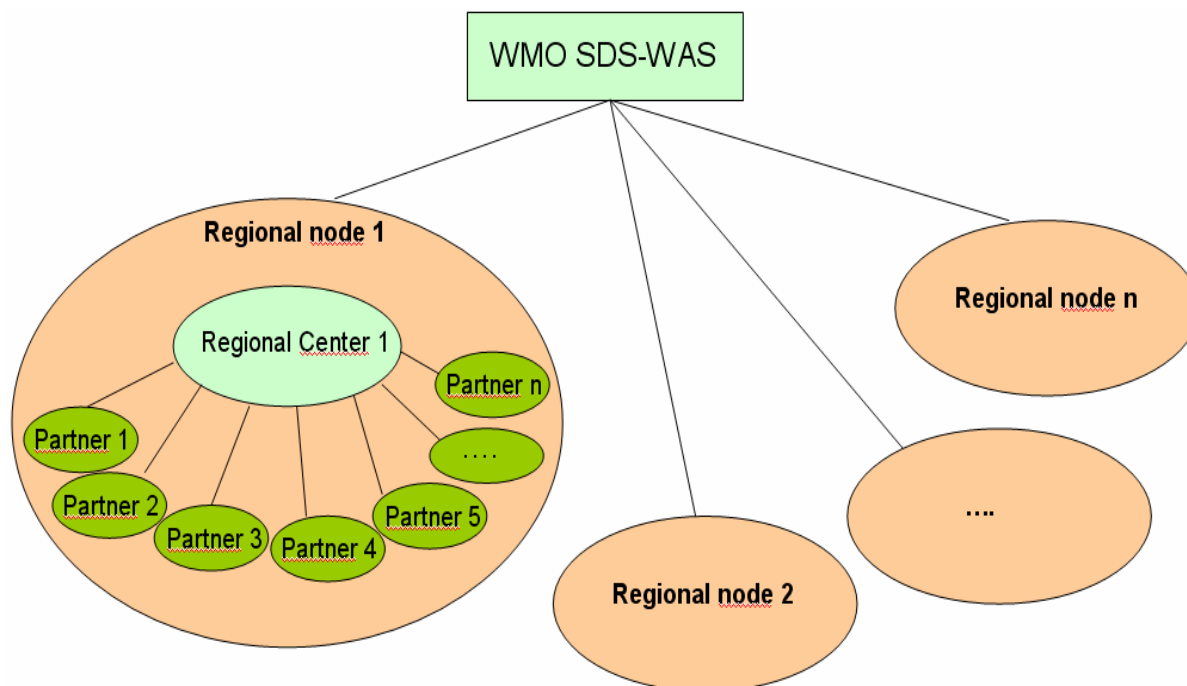 WMO SDS-WAS
Regional node 1
Regional Center 1
Partner 1
Partner 2
Partner 3
Partner 4
Partner 5
....
Partner n
Regional node 2
....
Regional node n